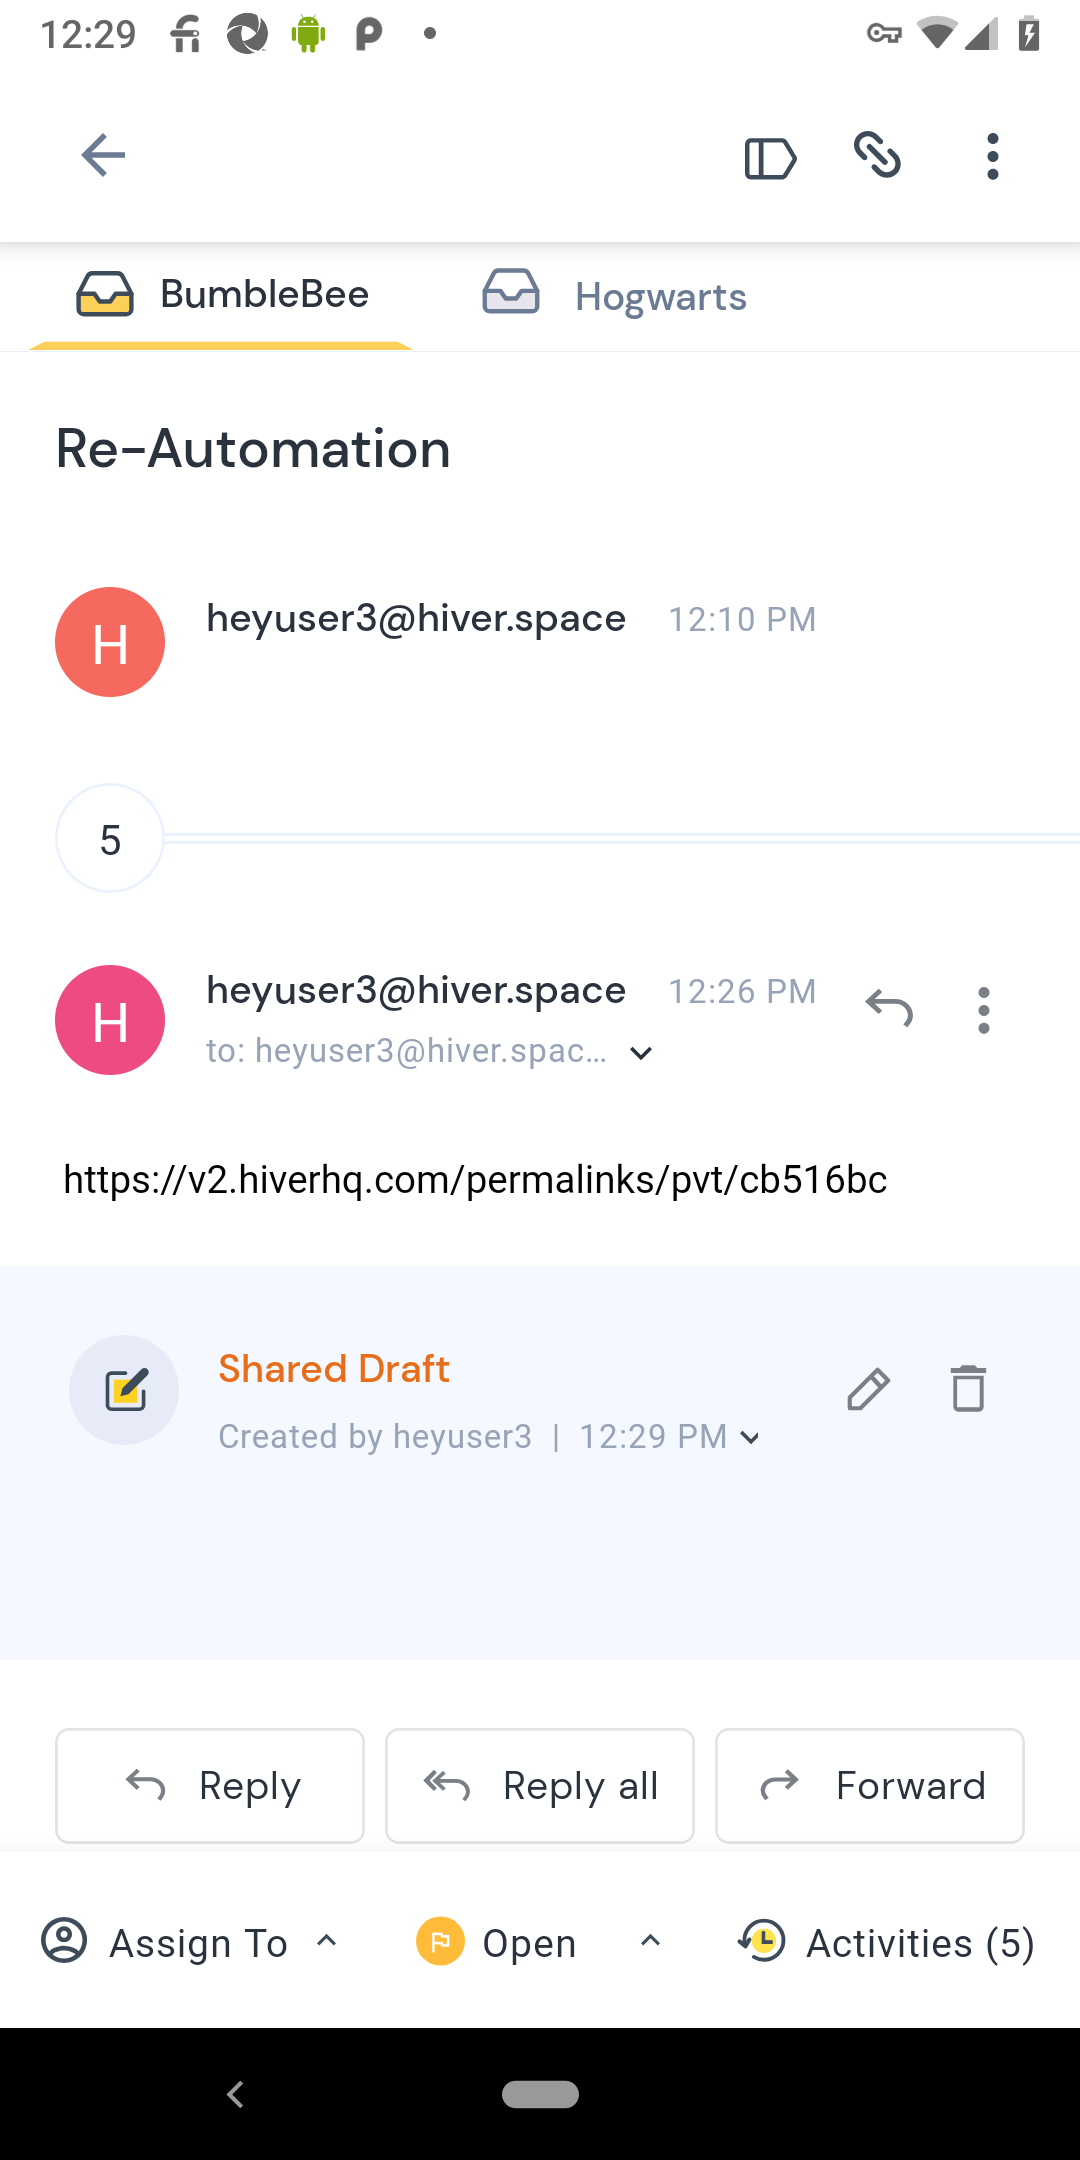 12:29
BumbleBee
Hogwarts
Re-Automation
H
heyuser3@hiver.space 12:10 PM
5
H
heyuser3@hiver.space 12:26 PM
to: heyuser3@hiver.spac...
https://v2.hiverhq.com/permalinks/pvt/cb516bc
Shared Draft
Created by heyuser3 | 12:29 PM
Reply
Reply all
Forward
Assign To
Open
Activities (5)